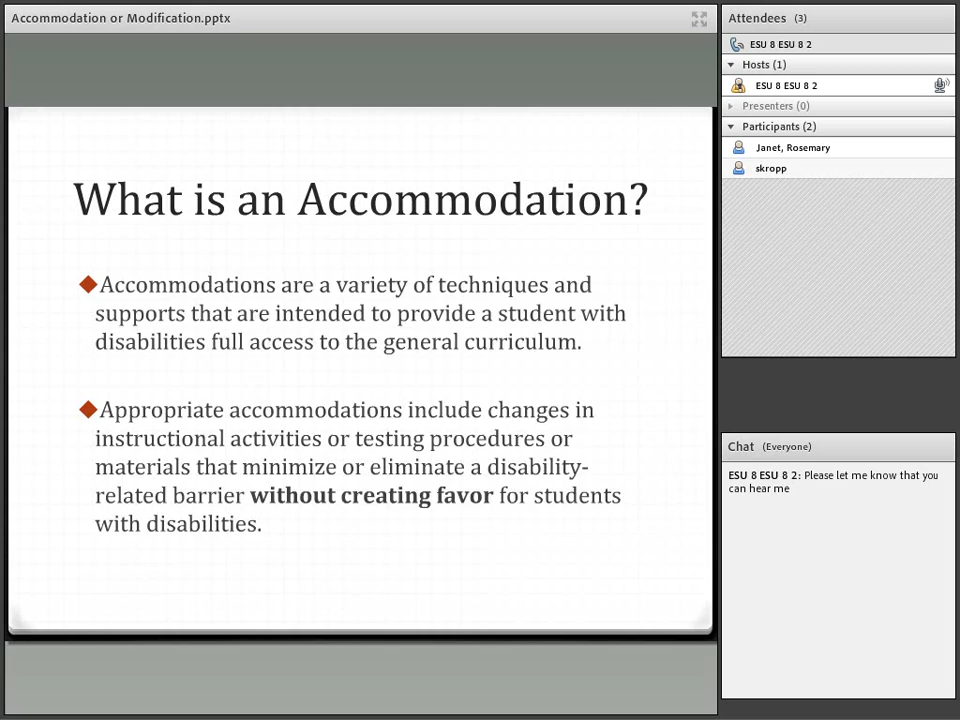 Accommodation or Modification.pptx
What is an Accommodation?
Accommodations are a variety of techniques and
supports that are intended to provide a student with
disabilities full access to the general curriculum.
Appropriate accommodations include changes in
instructional activities or testing procedures or
materials that minimize or eliminate a disability-
related barrier without creating favor for students
with disabilities.
Attendees (3)
ESU 8 ESU 8 2
Hosts (1)
ESU 8 ESU 8 2
Presenters (0)
Participants (2)
Janet, Rosemary
skropp
Chat (Everyone)
ESU 8 ESU 8 2: Please let me know that you
can hear me